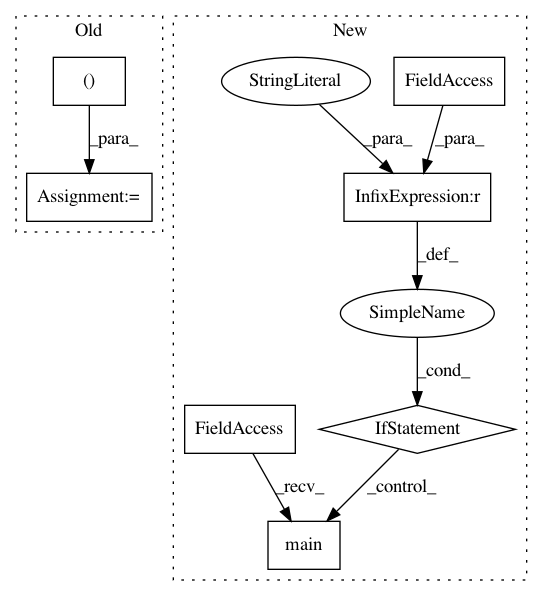 Old
New
()
StringLiteral
FieldAccess
_para_
_para_
_para_
Assignment:=
InfixExpression:r
_def_
SimpleName
_cond_
FieldAccess
IfStatement
_recv_
_control_
main